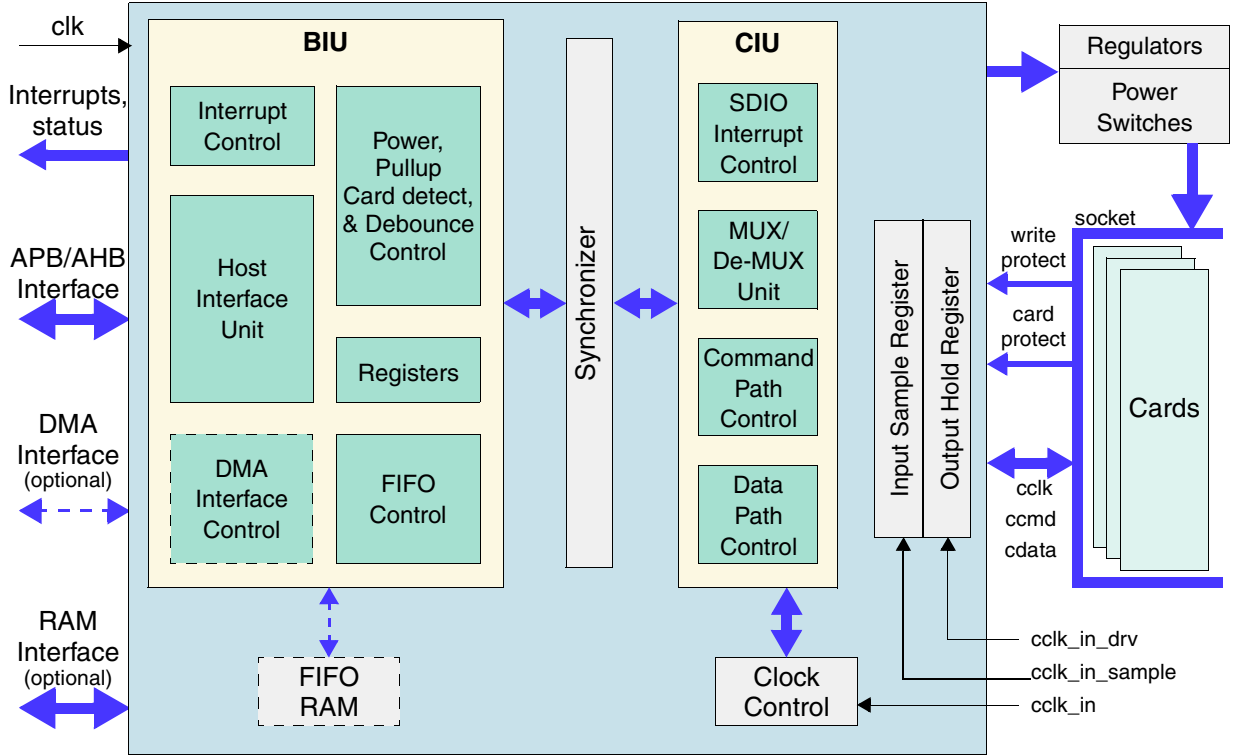 clk
Interrupts,
status
APB/AHB
Interface
DMA
Interface
(optional)
RAM
Interface
(optional)
BIU
Interrupt
Control
Power,
Pullup
Card detect,
& Debounce
Control
Host
Interface
Unit
Registers
DMA
Interface
Control
FIFO
Control
FIFO
RAM
Synchronizer
CIU
SDIO
Interrupt
Control
MUX/
De-MUX
Unit
Command
Path
Control
Data
Path
Control
Clock
Control
Input Sample Register
Output Hold Register
Regulators
Power
Switches
socket
write
protect
card
protect
Cards
cclk
ccmd
cdata
cclk_in_drv
cclk_in_sample
cclk_in